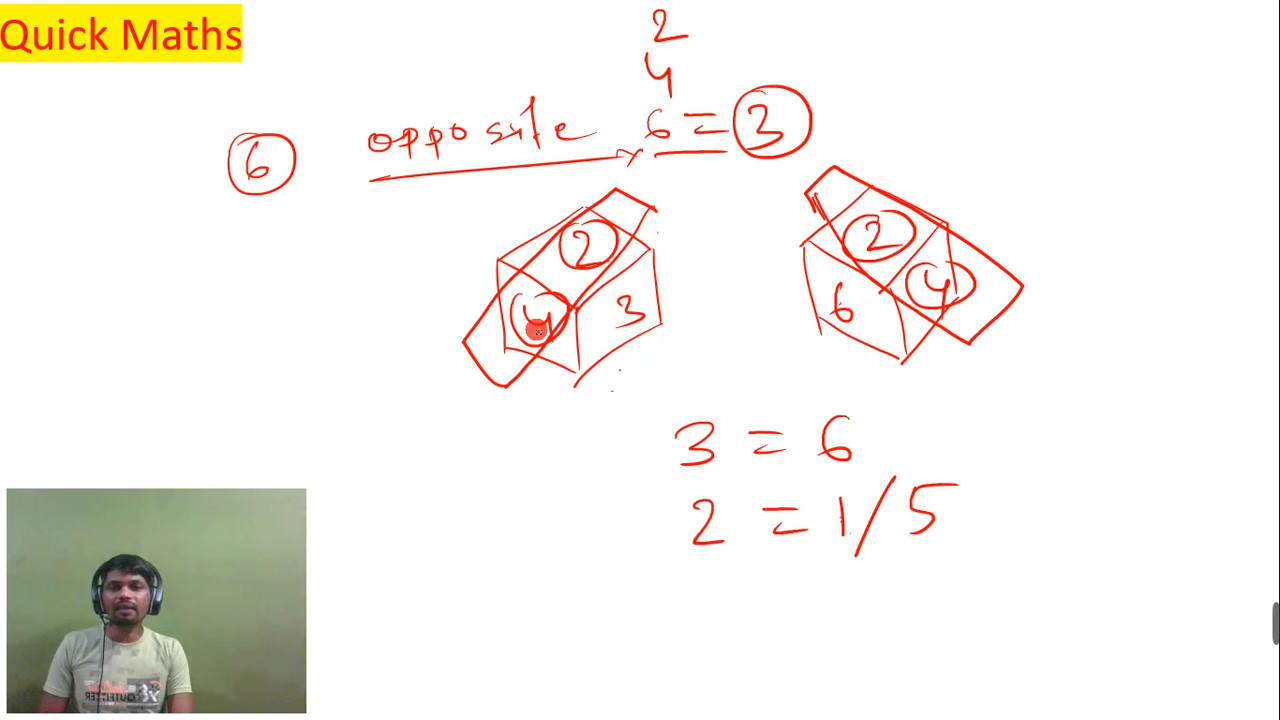 Quick Maths
2
4
6 = 3
6 opposite
2
4 3
2
6 4
3 = 6
2 = 1/5
OUTFITTER